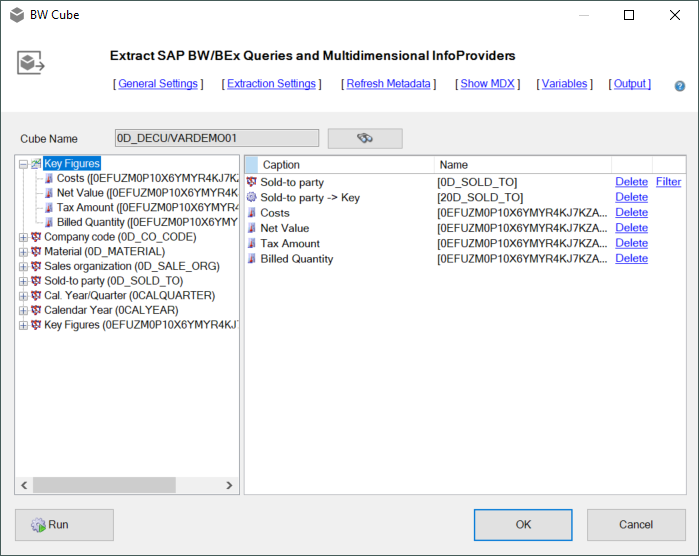 BW Cube
Extract SAP BW/BEx Queries and Multidimensional InfoProviders
[ General Settings ] [ Extraction Settings ] [ Refresh Metadata ] [ Show MDX ] [ Variables ] [ Output ] ?
Cube Name 0D_DECU/VARDEMO01
Key Figures
Costs ([0EFUZM0P10X6YMYR4KJ7K
Net Value ([0EFUZM0P10X6YMYR4K
Tax Amount ([0EFUZM0P10X6YMYR
Billed Quantity ([0EFUZM0P10X6YMY
Company code (0D_CO_CODE)
Material (0D_MATERIAL)
Sales organization (0D_SALE_ORG)
Sold-to party (0D_SOLD_TO)
Cal. Year/Quarter (0CALQUARTER)
Calendar Year (0CALYEAR)
Key Figures (0EFUZM0P10X6YMYR4KJ7
Caption Name
Sold-to party [0D_SOLD_TO] Delete Filter
Sold-to party -> Key [20D_SOLD_TO] Delete
Costs [0EFUZM0P10X6YMYR4KJ7KZA... Delete
Net Value [0EFUZM0P10X6YMYR4KJ7KZA... Delete
Tax Amount [0EFUZM0P10X6YMYR4KJ7KZA... Delete
Billed Quantity [0EFUZM0P10X6YMYR4KJ7KZA... Delete
Run OK Cancel